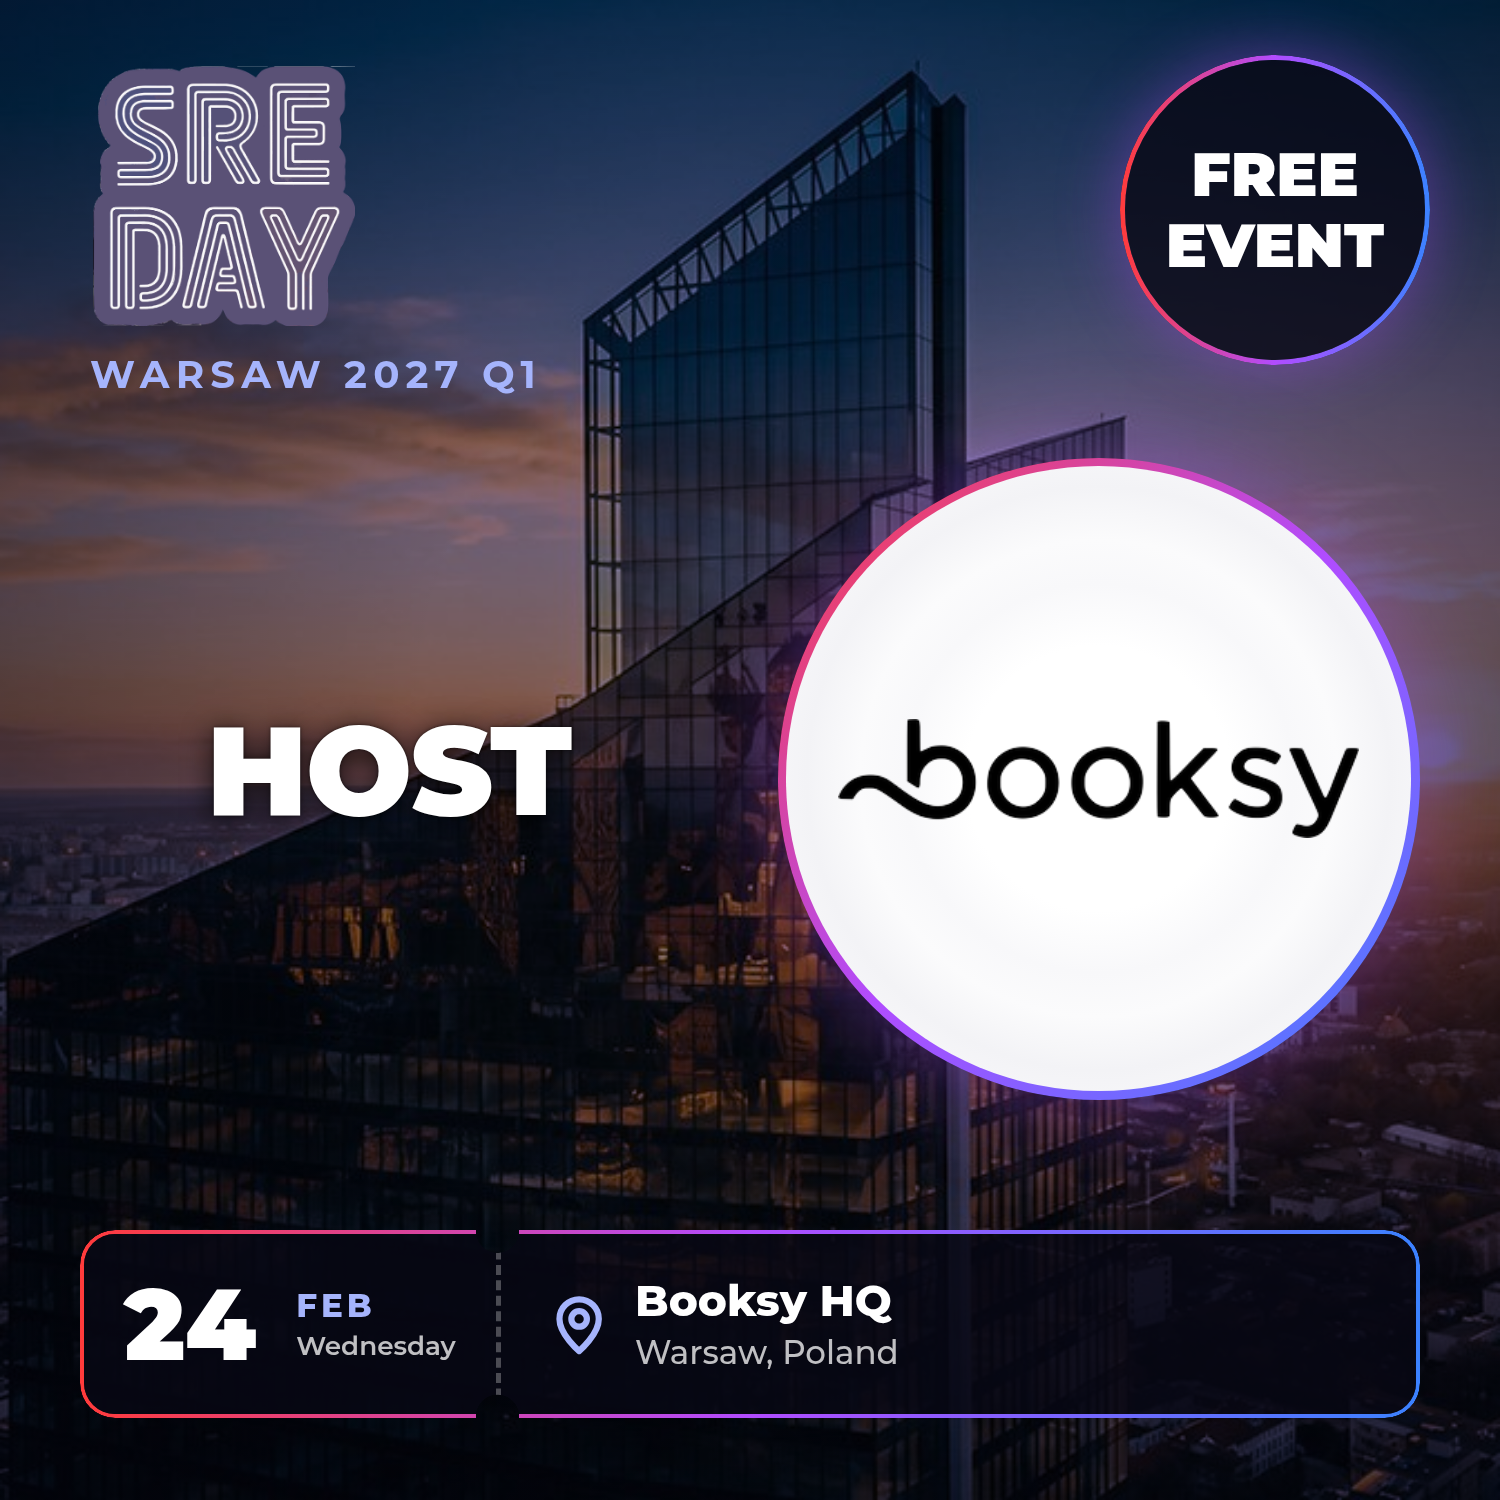 SRE
DAY
WARSAW 2027 Q1
FREE
EVENT
HOST
booksy
24
FEB
Wednesday
Booksy HQ
Warsaw, Poland